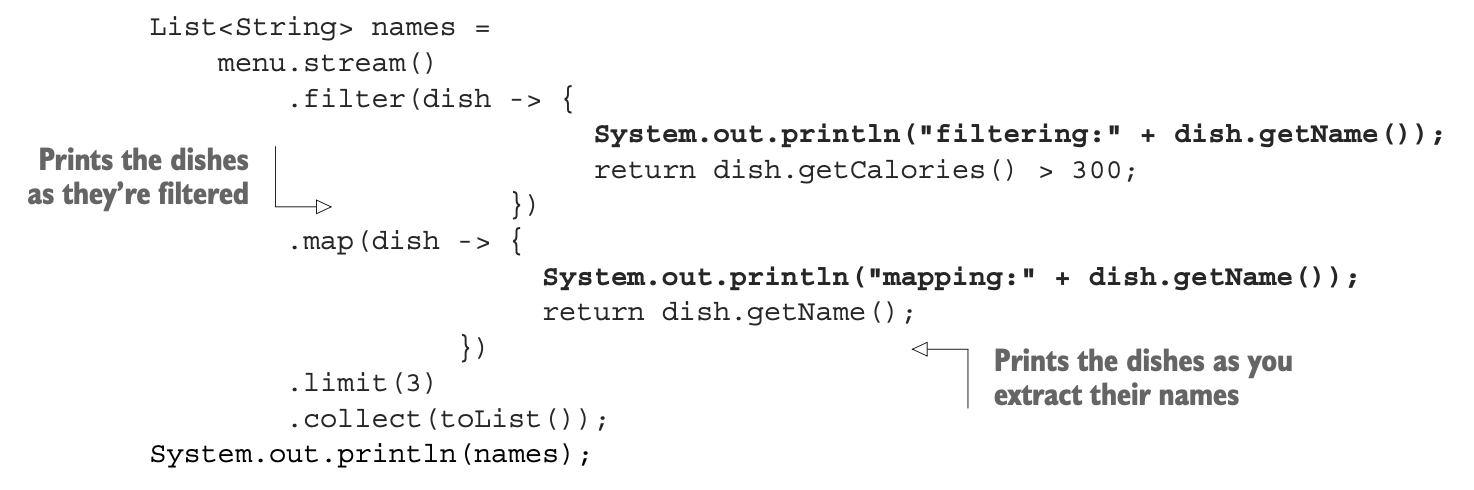 List<String> names =
menu.stream()
.filter(dish -> {
System.out.println("filtering:" + dish.getName());
return dish.getCalories() > 300;
})
Prints the dishes
as they're filtered
.map(dish -> {
System.out.println("mapping:" + dish.getName());
return dish.getName();
})
Prints the dishes as you
extract their names
.limit(3)
.collect(toList());
System.out.println(names);